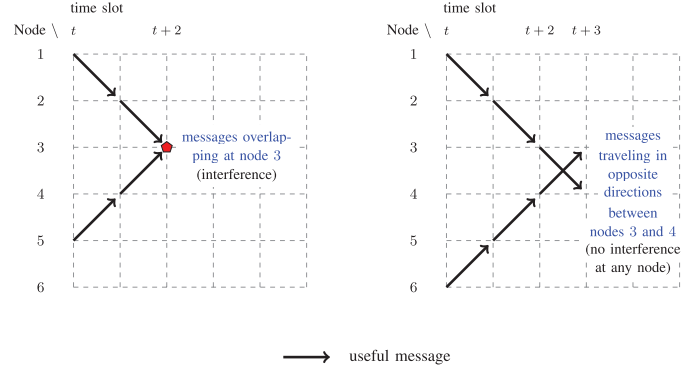 time slot
Node \ t t + 2
1
2
3
4
5
6
messages overlap-
ping at node 3
(interference)
time slot
Node \ t t + 2 t + 3
1
2
3
4
5
6
messages
traveling in
opposite
directions
between
nodes 3 and 4
(no interference
at any node)
useful message